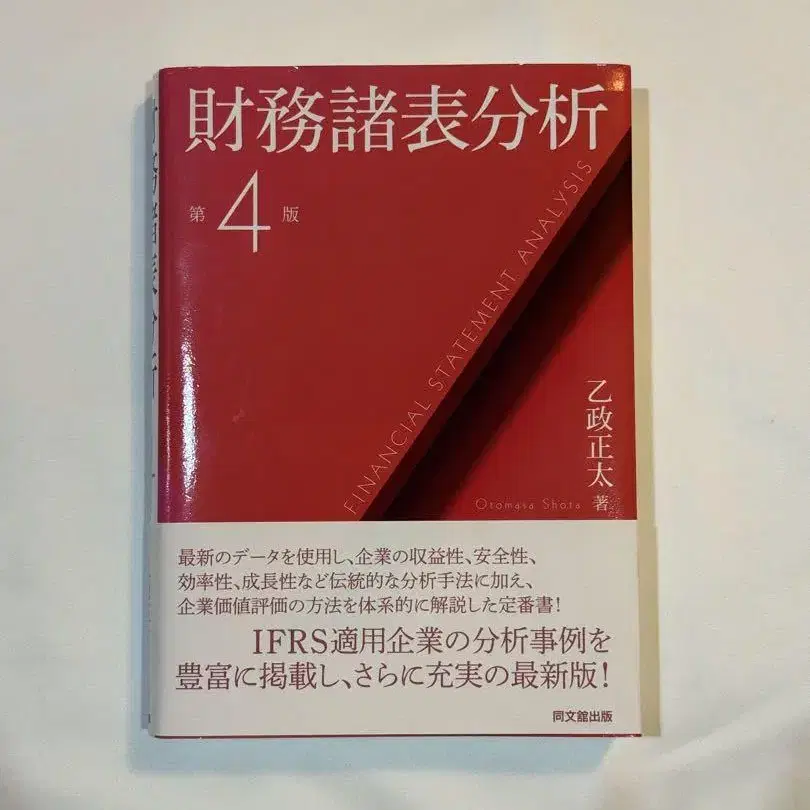 財務諸表分析
第4版
FINANCIAL STATEMENT ANALYSIS
乙政正太 著
Otomasa Shota
最新のデータを使用し、企業の収益性、安全性、
効率性、成長性など伝統的な分析手法に加え、
企業価値評価の方法を体系的に解説した定番書!
IFRS適用企業の分析事例を
豊富に掲載し、さらに充実の最新版!
同文舘出版